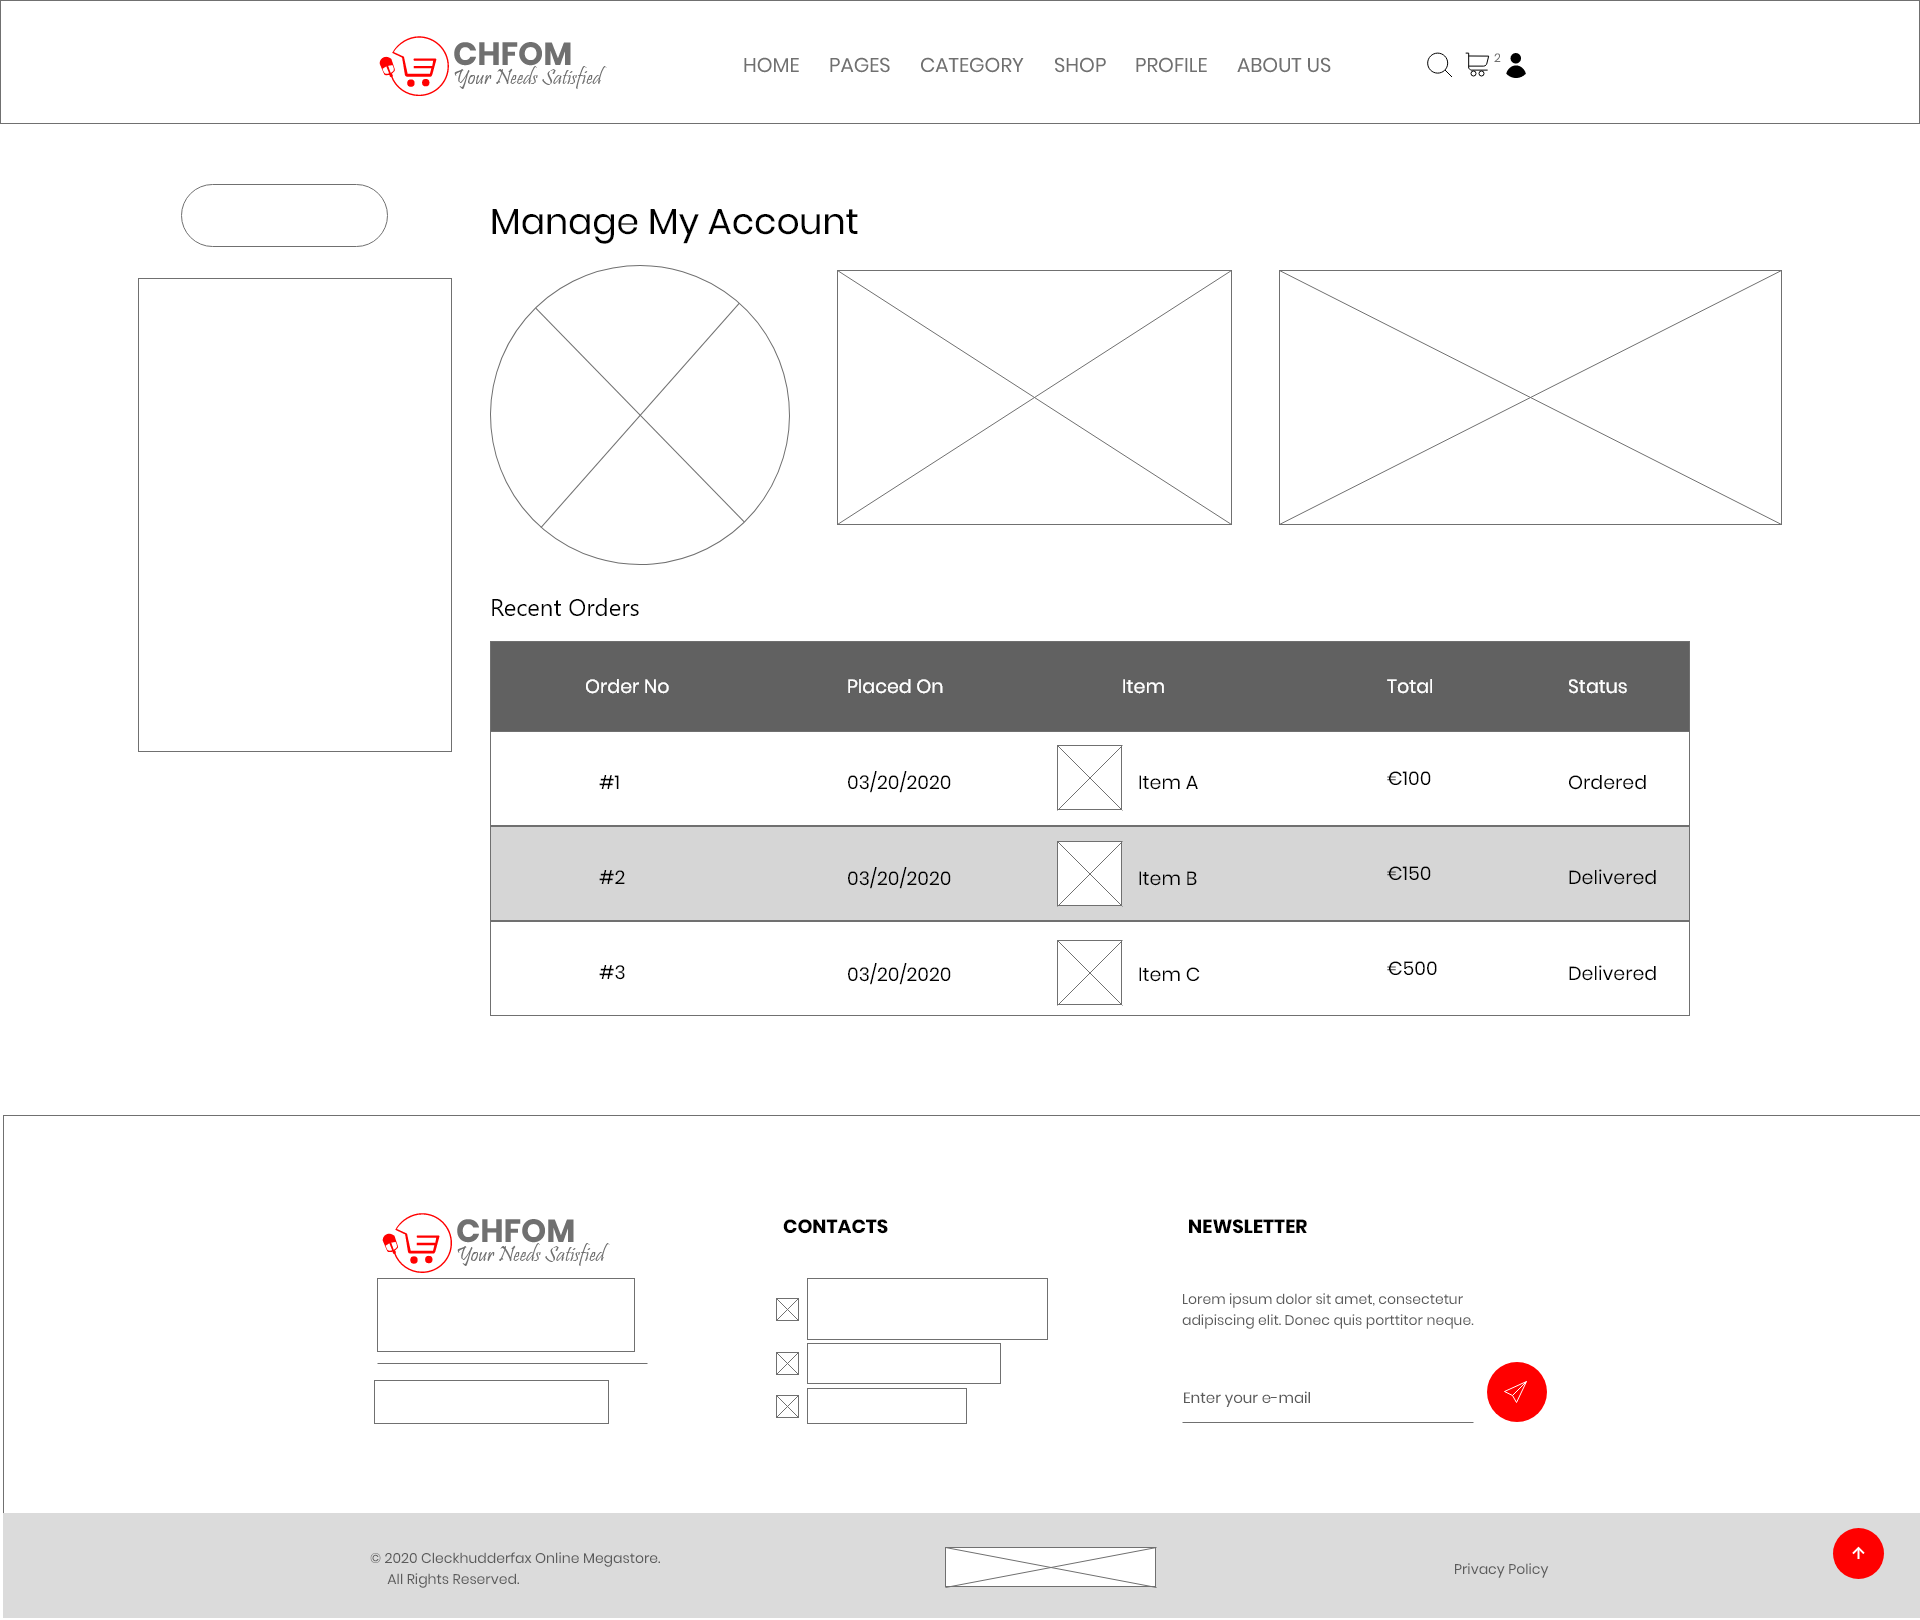 CHFOM
Your Needs Satisfied
HOME PAGES CATEGORY SHOP PROFILE ABOUT US
2
Manage My Account
Recent Orders
Order No Placed On Item Total Status
#1 03/20/2020 Item A €100 Ordered
#2 03/20/2020 Item B €150 Delivered
#3 03/20/2020 Item C €500 Delivered
CHFOM
Your Needs Satisfied
CONTACTS
NEWSLETTER
Lorem ipsum dolor sit amet, consectetur
adipiscing elit. Donec quis porttitor neque.
Enter your e-mail
© 2020 Cleckhudderfax Online Megastore.
All Rights Reserved.
Privacy Policy